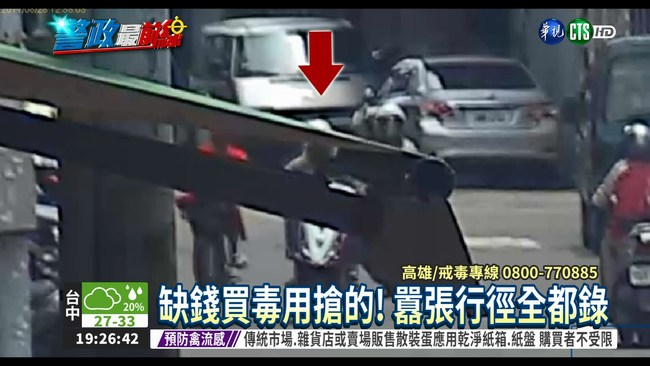 警政最前線
華視 CTS HD
高雄/戒毒專線 0800-770885
缺錢買毒用搶的! 囂張行徑全都錄
台中
20%
27-33
19:26:42
預防禽流感 傳統市場.雜貨店或賣場販售散裝蛋應用乾淨紙箱.紙盤 購買者不受限